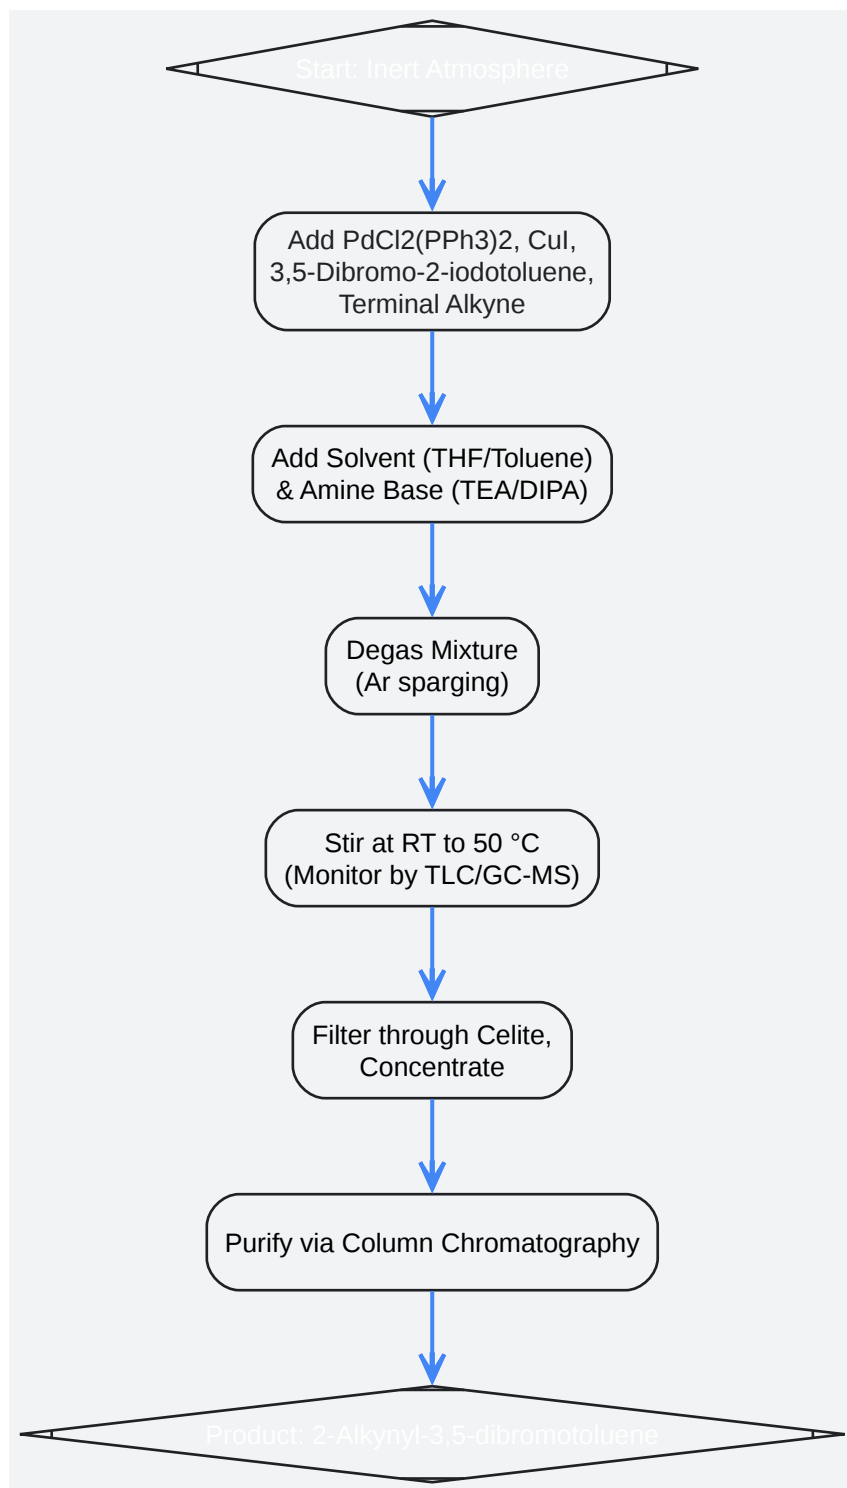 Start: Inert Atmosphere
Add PdCl2(PPh3)2, CuI,
3,5-Dibromo-2-iodotoluene,
Terminal Alkyne
Add Solvent (THF/Toluene)
& Amine Base (TEA/DIPA)
Degas Mixture
(Ar sparging)
Stir at RT to 50 °C
(Monitor by TLC/GC-MS)
Filter through Celite,
Concentrate
Purify via Column Chromatography
Product: 2-Alkynyl-3,5-dibromotoluene